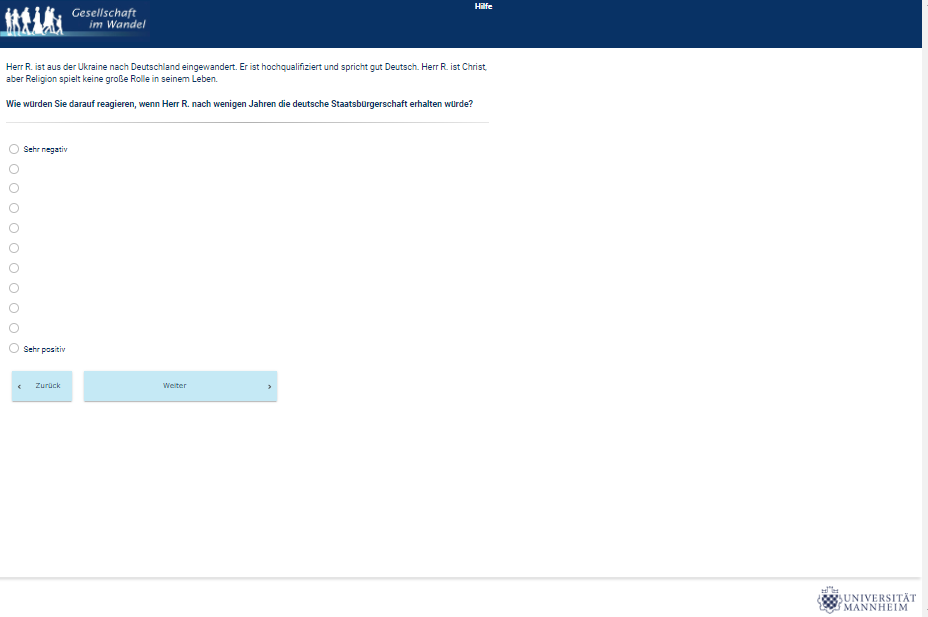 Gesellschaft
im Wandel
Hilfe
Herr R. ist aus der Ukraine nach Deutschland eingewandert. Er ist hochqualifiziert und spricht gut Deutsch. Herr R. ist Christ,
aber Religion spielt keine große Rolle in seinem Leben.
Wie würden Sie darauf reagieren, wenn Herr R. nach wenigen Jahren die deutsche Staatsbürgerschaft erhalten würde?
Sehr negativ
Sehr positiv
‹ Zurück
Weiter ›
UNIVERSITÄT
MANNHEIM